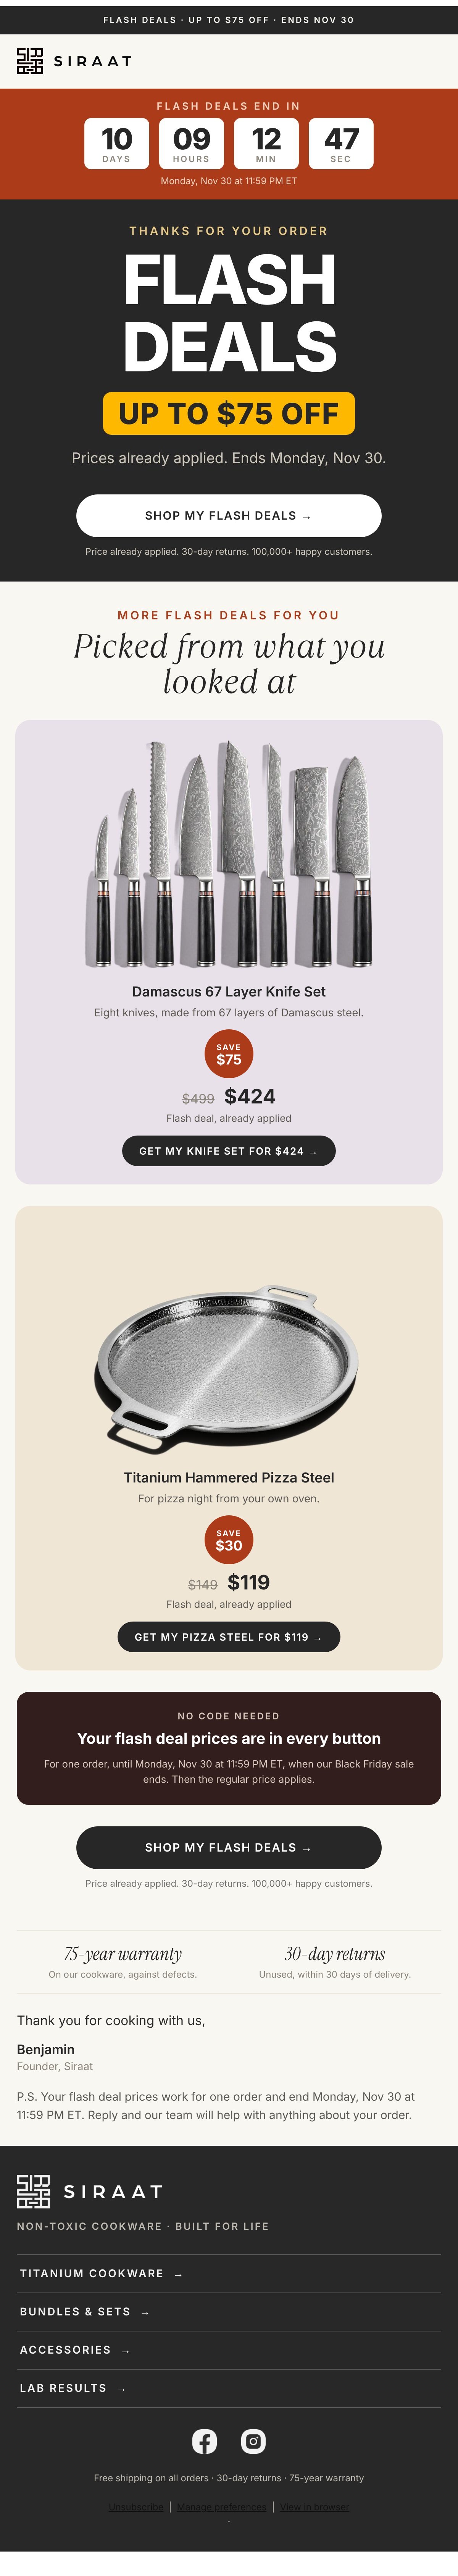 FLASH DEALS · UP TO $75 OFF · ENDS NOV 30
SIRAAT
FLASH DEALS END IN
10 09 12 47
DAYS HOURS MIN SEC
Monday, Nov 30 at 11:59 PM ET
THANKS FOR YOUR ORDER
FLASH
DEALS
UP TO $75 OFF
Prices already applied. Ends Monday, Nov 30.
SHOP MY FLASH DEALS →
Price already applied. 30-day returns. 100,000+ happy customers.
MORE FLASH DEALS FOR YOU
Picked from what you
looked at
Damascus 67 Layer Knife Set
Eight knives, made from 67 layers of Damascus steel.
SAVE
$75
$499 $424
Flash deal, already applied
GET MY KNIFE SET FOR $424 →
Titanium Hammered Pizza Steel
For pizza night from your own oven.
SAVE
$30
$149 $119
Flash deal, already applied
GET MY PIZZA STEEL FOR $119 →
NO CODE NEEDED
Your flash deal prices are in every button
For one order, until Monday, Nov 30 at 11:59 PM ET, when our Black Friday sale
ends. Then the regular price applies.
SHOP MY FLASH DEALS →
Price already applied. 30-day returns. 100,000+ happy customers.
75-year warranty 30-day returns
On our cookware, against defects. Unused, within 30 days of delivery.
Thank you for cooking with us,
Benjamin
Founder, Siraat
P.S. Your flash deal prices work for one order and end Monday, Nov 30 at
11:59 PM ET. Reply and our team will help with anything about your order.
SIRAAT
NON-TOXIC COOKWARE · BUILT FOR LIFE
TITANIUM COOKWARE →
BUNDLES & SETS →
ACCESSORIES →
LAB RESULTS →
Free shipping on all orders · 30-day returns · 75-year warranty
Unsubscribe | Manage preferences | View in browser
·